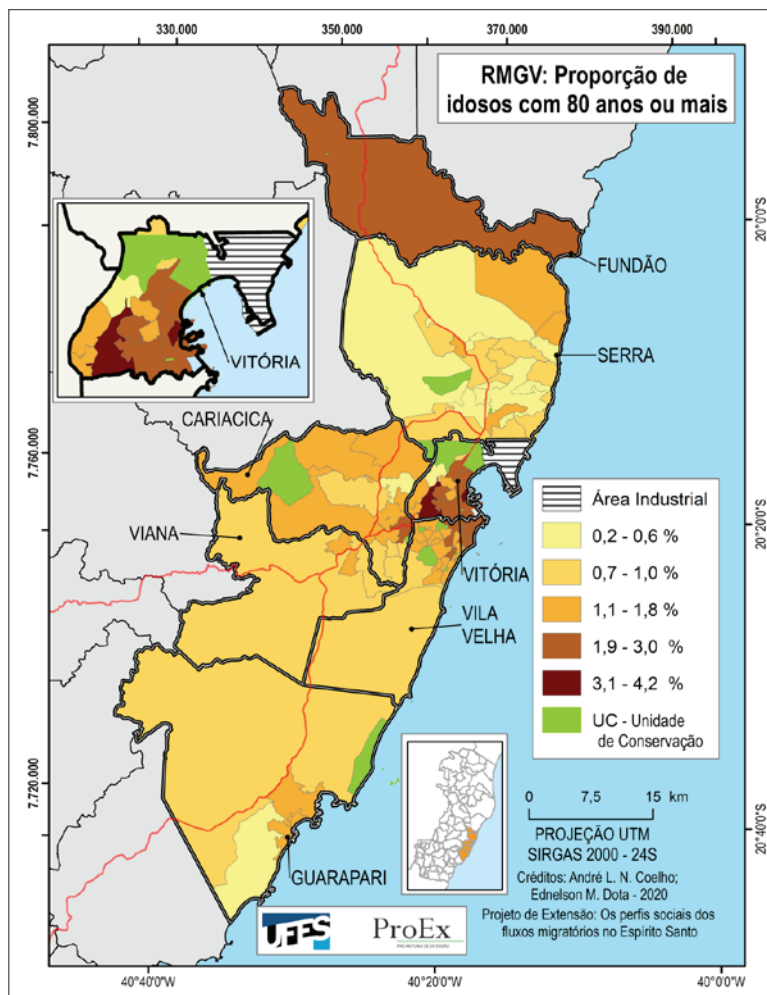 330.000
350.000
370.000
390.000
RMGV: Proporção de
idosos com 80 anos ou mais
7.800.000
20°0'0"S
FUNDÃO
VITÓRIA
SERRA
CARIACICA
7.760.000
Área Industrial
0,2 - 0,6 %
20°20'0"S
VIANA
0,7 - 1,0 %
VITÓRIA
1,1 - 1,8 %
VILA
VELHA
1,9 - 3,0 %
3,1 - 4,2 %
UC - Unidade
de Conservação
7.720.000
0 7,5 15 km
PROJEÇÃO UTM
SIRGAS 2000 - 24S
20°40'0"S
GUARAPARI
Créditos: André L. N. Coelho;
Ednelson M. Dota - 2020
Projeto de Extensão: Os perfis sociais dos
fluxos migratórios no Espírito Santo
UFES
ProEx
40°40'0"W
40°20'0"W
40°0'0"W